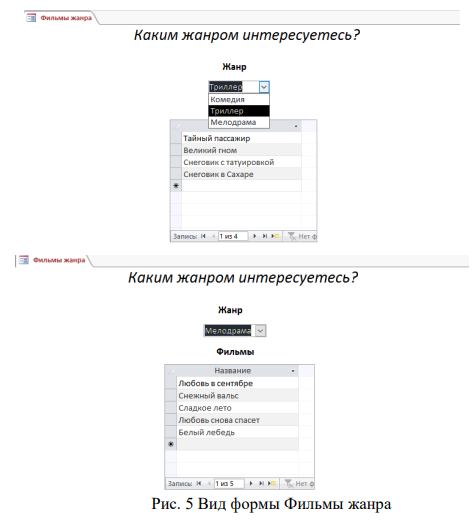 Фильмы жанра
Каким жанром интересуетесь?
Жанр
Триллер
Комедия
Триллер
Мелодрама
Тайный пассажир
Великий гном
Снеговик с татуировкой
Снеговик в Сахаре
Записи: 1 из 4 Нет ф
Фильмы жанра
Каким жанром интересуетесь?
Жанр
Мелодрама
Фильмы
Название
Любовь в сентябре
Снежный вальс
Сладкое лето
Любовь снова спасет
Белый лебедь
Записи: 1 из 5 Нет ф
Рис. 5 Вид формы Фильмы жанра